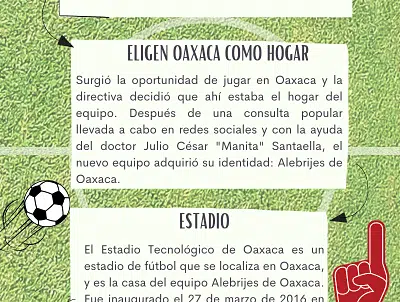 ELIGEN OAXACA COMO HOGAR
Surgió la oportunidad de jugar en Oaxaca y la
directiva decidió que ahí estaba el hogar del
equipo. Después de una consulta popular
llevada a cabo en redes sociales y con la ayuda
del doctor Julio César "Manita" Santaella, el
nuevo equipo adquirió su identidad: Alebrijes de
Oaxaca.
ESTADIO
El Estadio Tecnológico de Oaxaca es un
estadio de fútbol que se localiza en Oaxaca,
y es la casa del equipo Alebrijes de Oaxaca.
Fue inaugurado el 27 de marzo de 2016 en